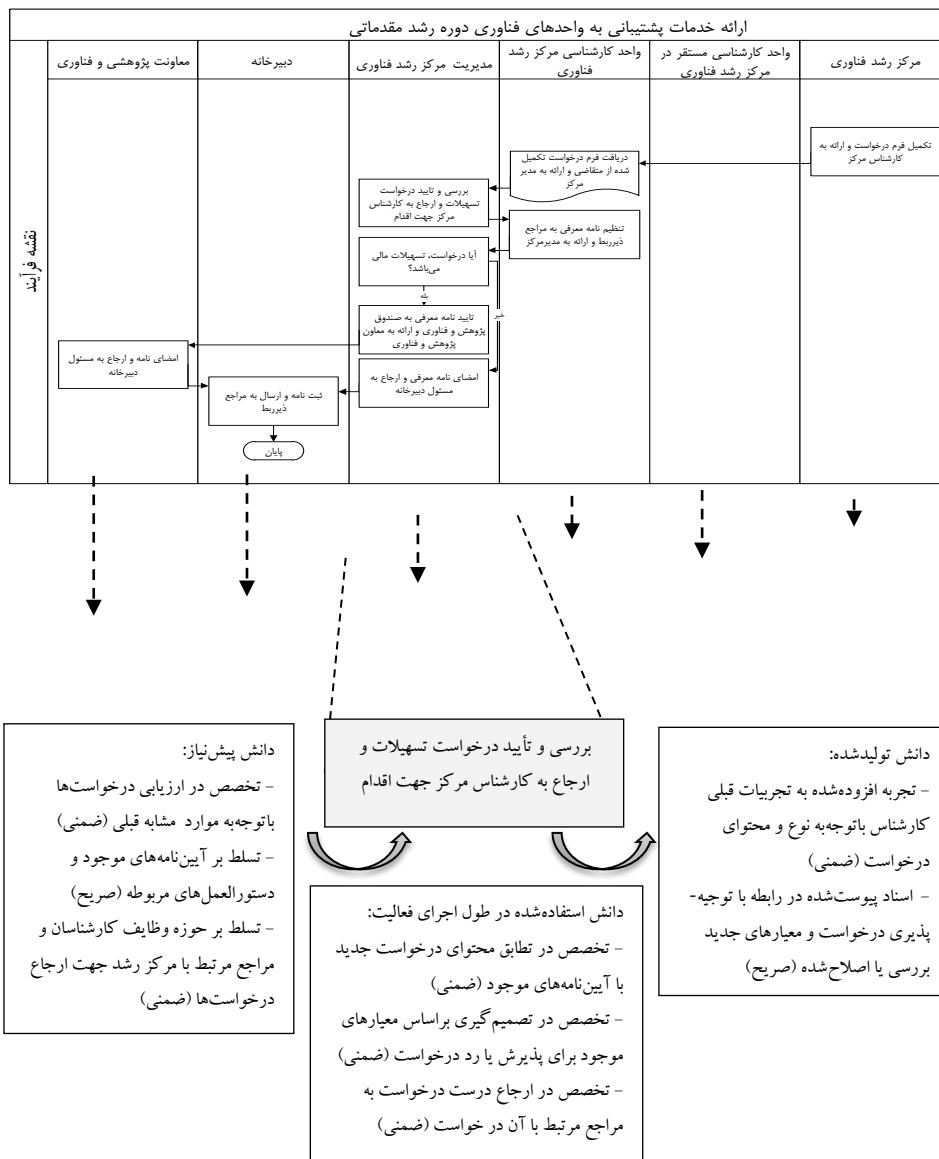 ارائه خدمات پشتیبانی به واحدهای فناوری دوره رشد مقدماتی
مرکز رشد فناوری
واحد کارشناسی مستقر در
مرکز رشد فناوری
واحد کارشناسی مرکز رشد
فناوری
مدیریت مرکز رشد فناوری
دبیرخانه
معاونت پژوهشی و فناوری
نقشه فرآیند
تکمیل فرم درخواست و ارائه به
کارشناس مرکز
دریافت فرم درخواست تکمیل
شده از متقاضی و ارائه به مدیر
مرکز
بررسی و تایید درخواست
تسهیلات و ارجاع به کارشناس
مرکز جهت اقدام
تنظیم نامه معرفی به مراجع
ذیربط و ارائه به مدیرمرکز
آیا درخواست، تسهیلات مالی
می‌باشد؟
بله
خیر
تایید نامه معرفی به صندوق
پژوهش و فناوری و ارائه به معاون
پژوهش و فناوری
امضای نامه و ارجاع به مسئول
دبیرخانه
امضای نامه معرفی و ارجاع به
مسئول دبیرخانه
ثبت نامه و ارسال به مراجع
ذیربط
پایان
بررسی و تأیید درخواست تسهیلات و
ارجاع به کارشناس مرکز جهت اقدام
دانش تولیدشده:
- تجربه افزوده‌شده به تجربیات قبلی
کارشناس باتوجه‌به نوع و محتوای
درخواست (ضمنی)
- اسناد پیوست‌شده در رابطه با توجیه-
پذیری درخواست و معیارهای جدید
بررسی یا اصلاح‌شده (صریح)
دانش استفاده‌شده در طول اجرای فعالیت:
- تخصص در تطابق محتوای درخواست جدید
با آیین‌نامه‌های موجود (ضمنی)
- تخصص در تصمیم‌گیری براساس معیارهای
موجود برای پذیرش یا رد درخواست (ضمنی)
- تخصص در ارجاع درست درخواست به
مراجع مرتبط با آن در خواست (ضمنی)
دانش پیش‌نیاز:
- تخصص در ارزیابی درخواست‌ها
باتوجه‌به موارد مشابه قبلی (ضمنی)
- تسلط بر آیین‌نامه‌های موجود و
دستورالعمل‌های مربوطه (صریح)
- تسلط بر حوزه وظایف کارشناسان و
مراجع مرتبط با مرکز رشد جهت ارجاع
درخواست‌ها (ضمنی)